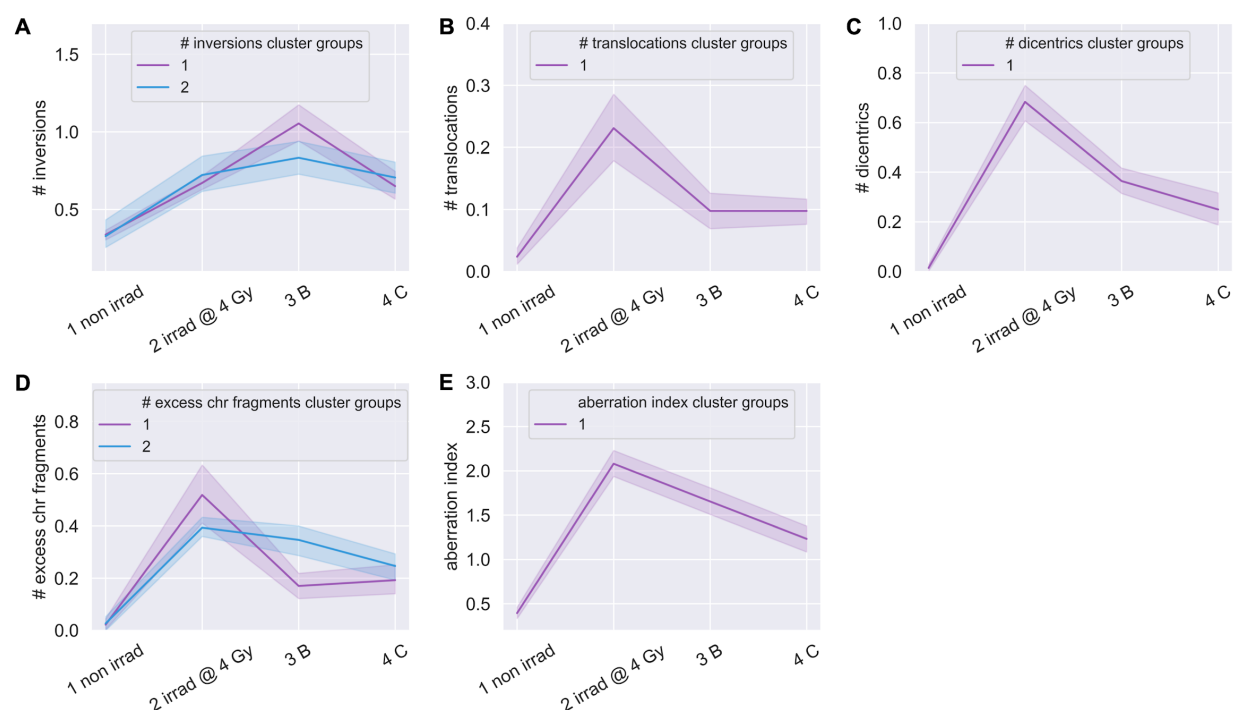 A
# inversions cluster groups
1
2
# inversions
1.5
1.0
0.5
1 non irrad
2 irrad @ 4 Gy
3 B
4 C
B
# translocations cluster groups
1
# translocations
0.4
0.3
0.2
0.1
0.0
1 non irrad
2 irrad @ 4 Gy
3 B
4 C
C
# dicentrics cluster groups
1
# dicentrics
1.0
0.8
0.6
0.4
0.2
0.0
1 non irrad
2 irrad @ 4 Gy
3 B
4 C
D
# excess chr fragments cluster groups
1
2
# excess chr fragments
0.8
0.6
0.4
0.2
0.0
1 non irrad
2 irrad @ 4 Gy
3 B
4 C
E
aberration index cluster groups
1
aberration index
3.0
2.5
2.0
1.5
1.0
0.5
1 non irrad
2 irrad @ 4 Gy
3 B
4 C